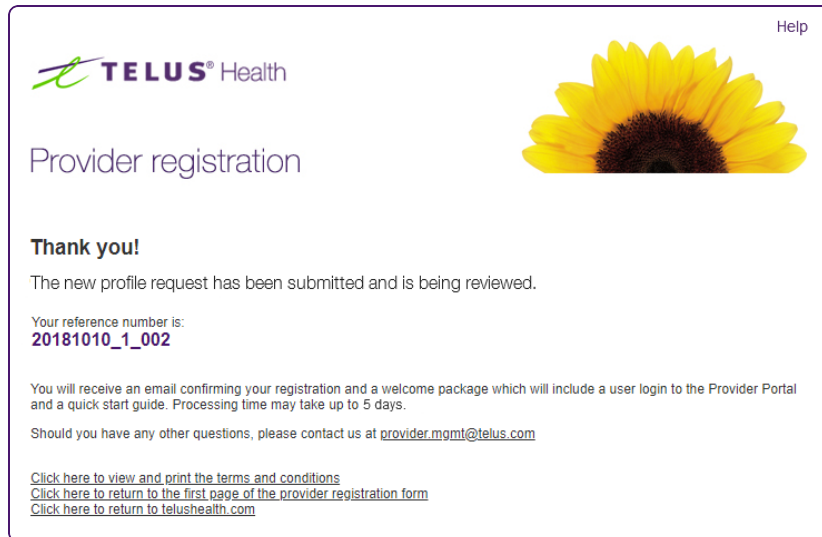 Help
TELUS® Health
Provider registration
Thank you!
The new profile request has been submitted and is being reviewed.
Your reference number is:
20181010_1_002
You will receive an email confirming your registration and a welcome package which will include a user login to the Provider Portal
and a quick start guide. Processing time may take up to 5 days.
Should you have any other questions, please contact us at provider.mgmt@telus.com
Click here to view and print the terms and conditions
Click here to return to the first page of the provider registration form
Click here to return to telushealth.com